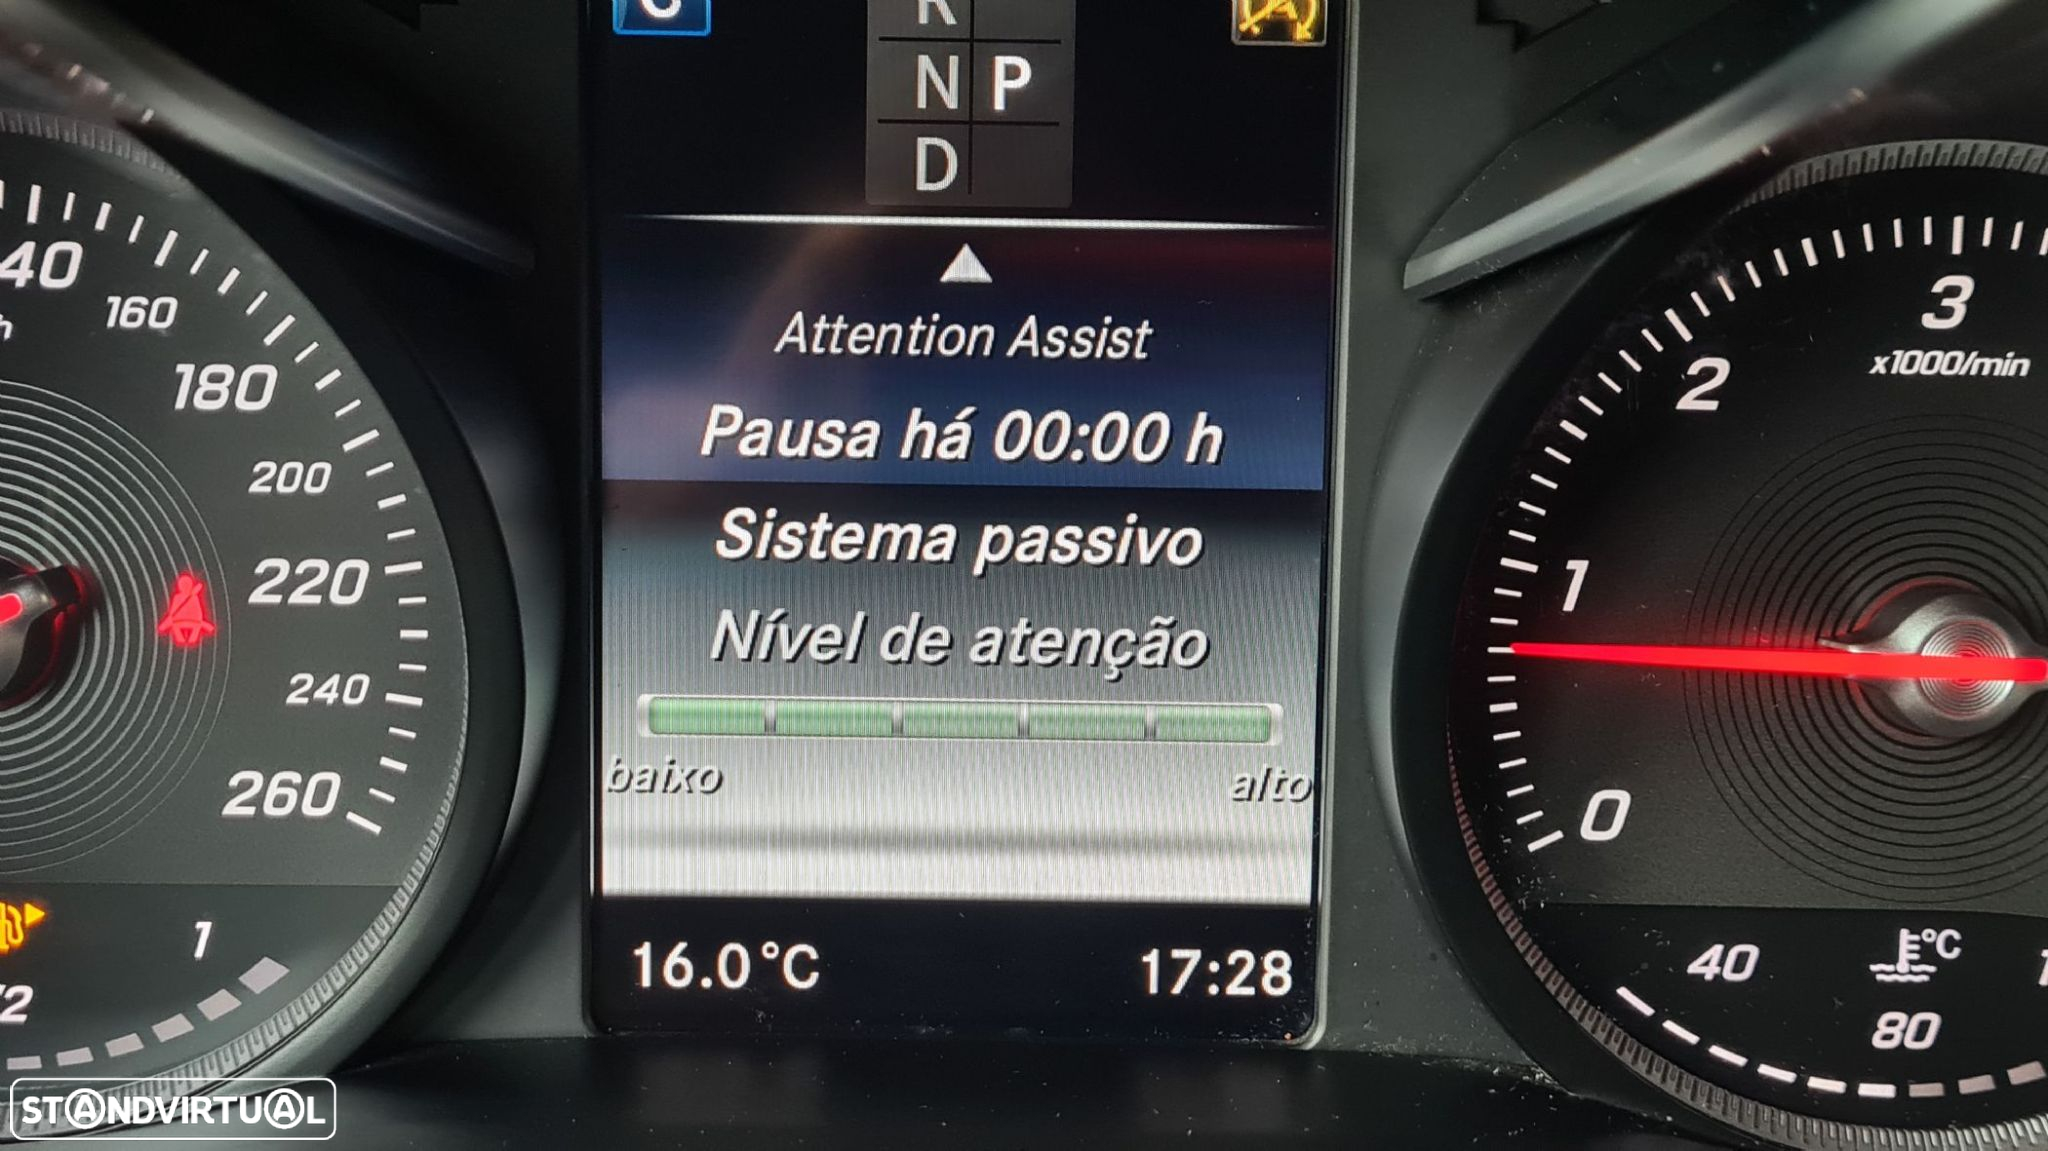 C
R
N P
D
Attention Assist
Pausa há 00:00 h
Sistema passivo
Nível de atenção
baixo alto
16.0°C 17:28
160
180
200
220
240
260
1
3
x1000/min
2
1
0
40 °C
80
STANDVIRTUAL